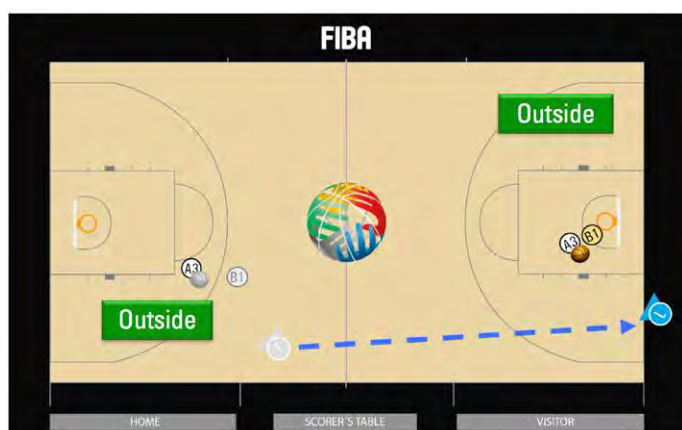 FIBA
Outside
A3
B1
A3
B1
Outside
HOME
SCORER'S TABLE
VISITOR